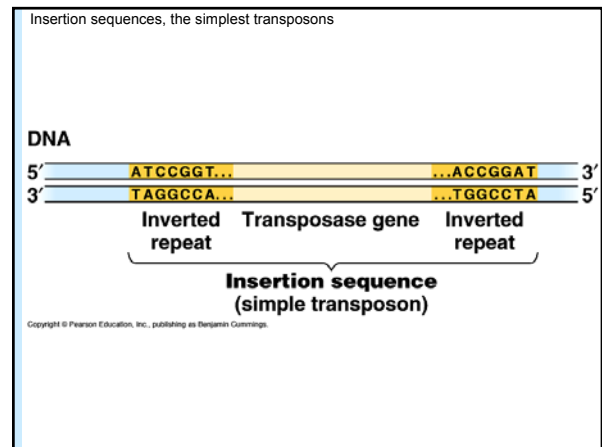 Insertion sequences, the simplest transposons
DNA
5′ ATCCGGT... ...ACCGGAT 3′
3′ TAGGCCA... ...TGGCCTA 5′
Inverted repeat Transposase gene Inverted repeat
Insertion sequence
(simple transposon)
Copyright © Pearson Education, Inc., publishing as Benjamin Cummings.